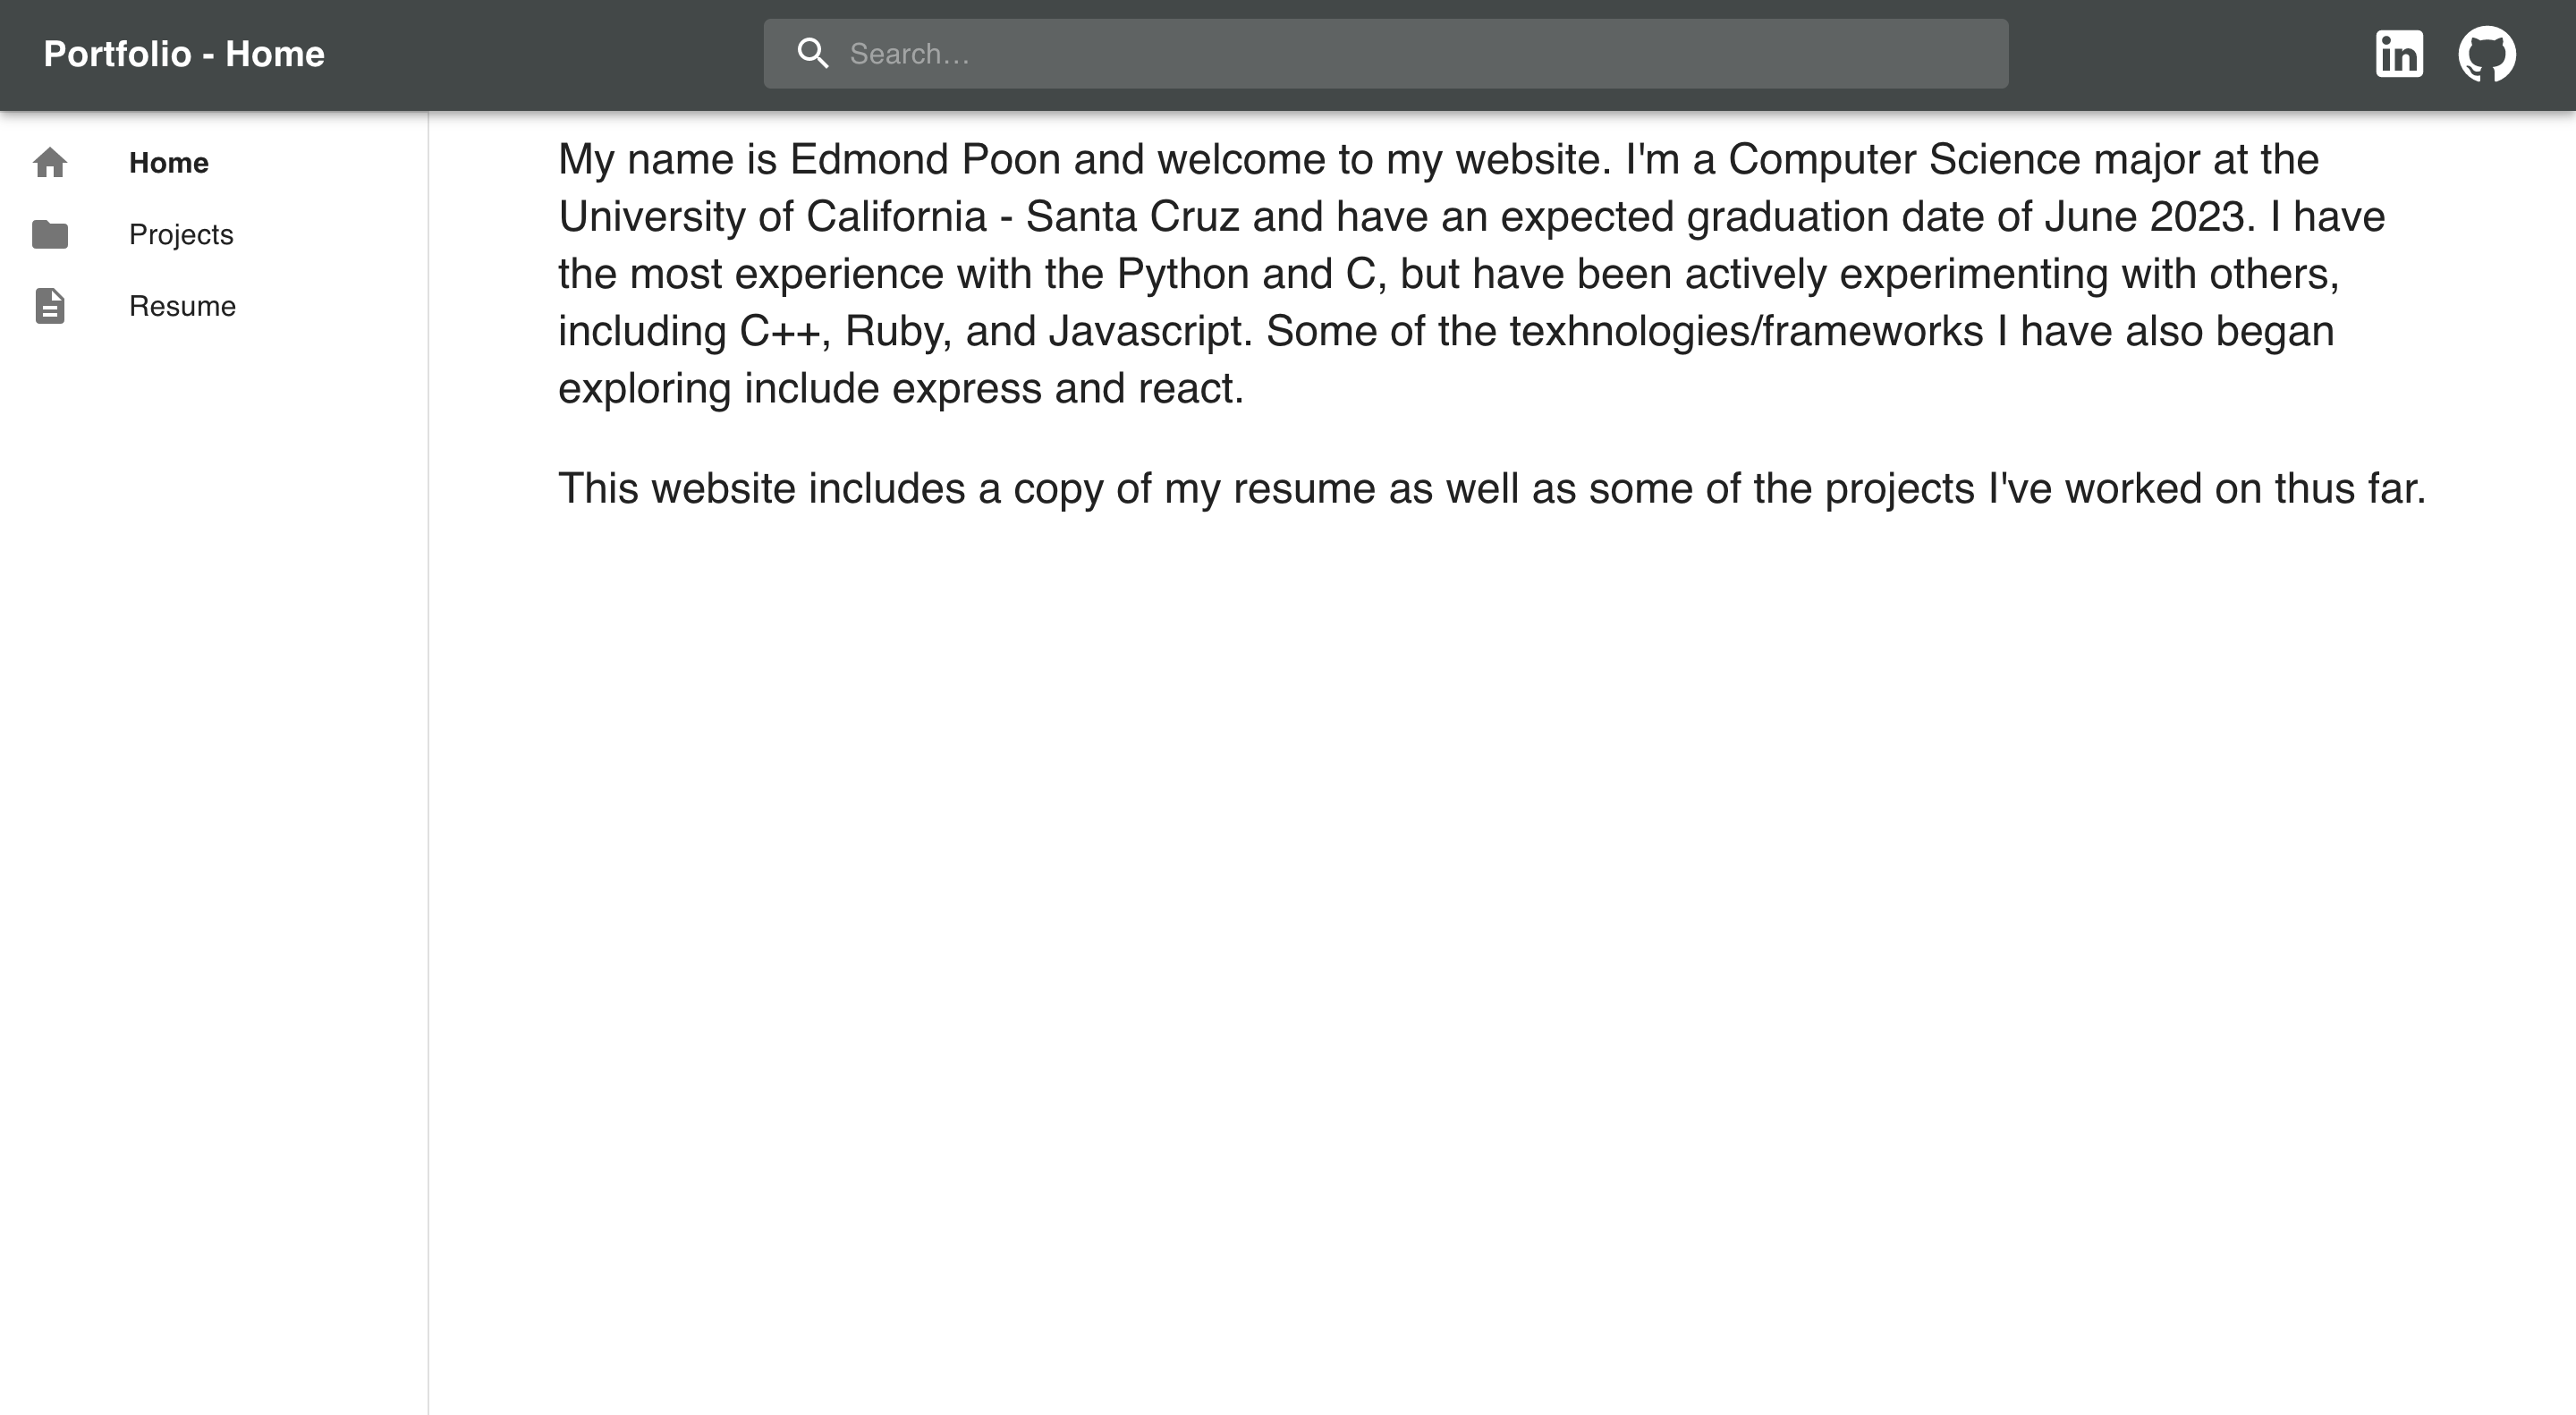 Portfolio - Home
Search...
in
Home
Projects
Resume
My name is Edmond Poon and welcome to my website. I'm a Computer Science major at the
University of California - Santa Cruz and have an expected graduation date of June 2023. I have
the most experience with the Python and C, but have been actively experimenting with others,
including C++, Ruby, and Javascript. Some of the texhnologies/frameworks I have also began
exploring include express and react.
This website includes a copy of my resume as well as some of the projects I've worked on thus far.